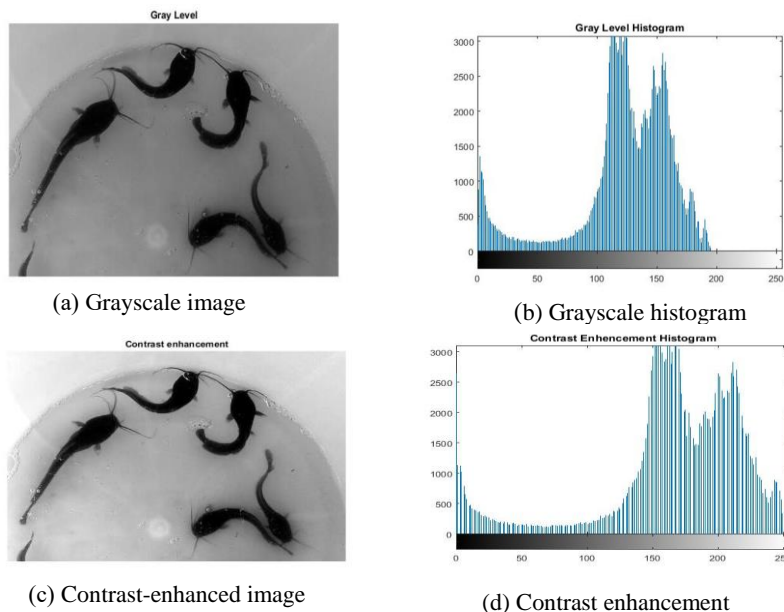 Gray Level
Gray Level Histogram
3000
2500
2000
1500
1000
500
0
0 50 100 150 200 250
(a) Grayscale image
(b) Grayscale histogram
Contrast enhancement
Contrast Enhencement Histogram
3000
2500
2000
1500
1000
500
0
0 50 100 150 200 250
(c) Contrast-enhanced image
(d) Contrast enhancement